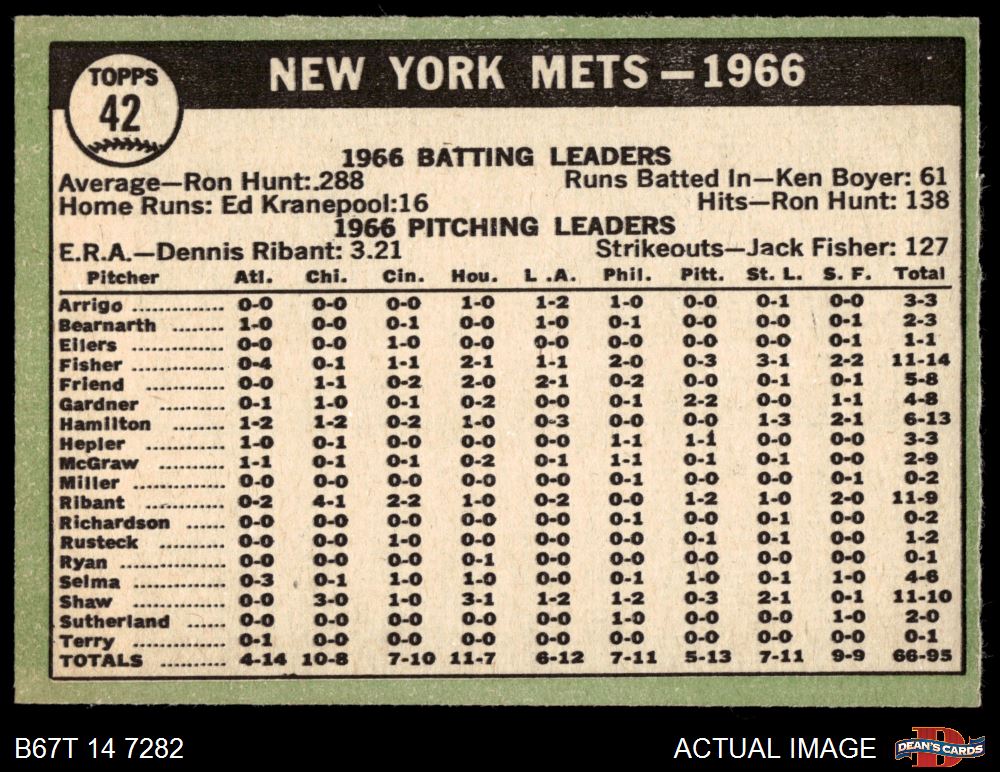 TOPPS
42
NEW YORK METS — 1966
1966 BATTING LEADERS
Average—Ron Hunt:.288 Runs Batted In—Ken Boyer: 61
Home Runs: Ed Kranepool:16 Hits—Ron Hunt: 138
1966 PITCHING LEADERS
E.R.A.—Dennis Ribant: 3.21 Strikeouts—Jack Fisher: 127
Pitcher Atl. Chi. Cin. Hou. L .A. Phil. Pitt. St. L. S. F. Total
Arrigo ............ 0-0 0-0 0-0 1-0 1-2 1-0 0-0 0-1 0-0 3-3
Bearnarth ....... 1-0 0-0 0-1 0-0 1-0 0-1 0-0 0-0 0-1 2-3
Eilers ............ 0-0 0-0 1-0 0-0 0-0 0-0 0-0 0-0 0-1 1-1
Fisher ............ 0-4 0-1 1-1 2-1 1-1 2-0 0-3 3-1 2-2 11-14
Friend .......... 0-0 1-1 0-2 2-0 2-1 0-2 0-0 0-1 0-1 5-8
Gardner ......... 0-1 1-0 0-1 0-2 0-0 0-1 2-2 0-0 1-1 4-8
Hamilton ........ 1-2 1-2 0-2 1-0 0-3 0-0 0-0 1-3 2-1 6-13
Hepler .......... 1-0 0-1 0-0 0-0 0-0 1-1 1-1 0-0 0-0 3-3
McGraw ......... 1-1 0-1 0-1 0-2 0-1 1-1 0-1 0-1 0-1 2-9
Miller ............ 0-0 0-0 0-0 0-0 0-0 0-1 0-0 0-0 0-1 0-2
Ribant .......... 0-2 4-1 2-2 1-0 0-2 0-0 1-2 1-0 2-0 11-9
Richardson ...... 0-0 0-0 0-0 0-0 0-0 0-1 0-0 0-1 0-0 0-2
Rusteck ......... 0-0 0-0 1-0 0-0 0-0 0-0 0-1 0-1 0-0 1-2
Ryan ............ 0-0 0-0 0-0 0-1 0-0 0-0 0-0 0-0 0-0 0-1
Selma ............ 0-3 0-1 1-0 1-0 0-0 0-1 1-0 0-1 1-0 4-6
Shaw ............ 0-0 3-0 1-0 3-1 1-2 1-2 0-3 2-1 0-1 11-10
Sutherland ...... 0-0 0-0 0-0 0-0 0-0 1-0 0-0 0-0 1-0 2-0
Terry ............ 0-1 0-0 0-0 0-0 0-0 0-0 0-0 0-0 0-0 0-1
TOTALS ......... 4-14 10-8 7-10 11-7 6-12 7-11 5-13 7-11 9-9 66-95
B67T 14 7282 ACTUAL IMAGE DEAN'S CARDS